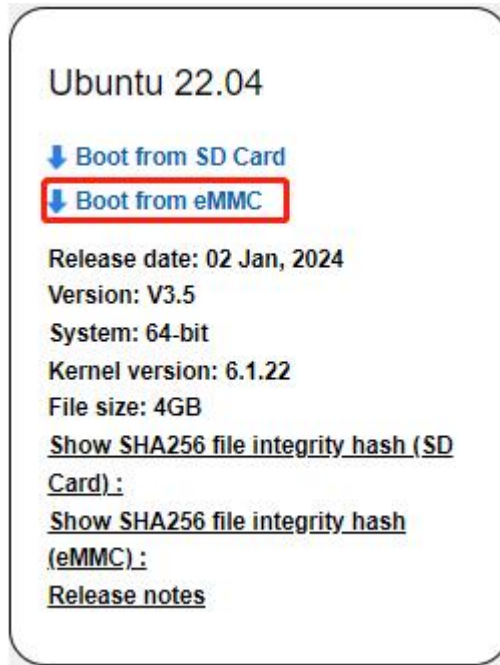 Ubuntu 22.04
Boot from SD Card
Boot from eMMC
Release date: 02 Jan, 2024
Version: V3.5
System: 64-bit
Kernel version: 6.1.22
File size: 4GB
Show SHA256 file integrity hash (SD
Card) :
Show SHA256 file integrity hash
(eMMC) :
Release notes